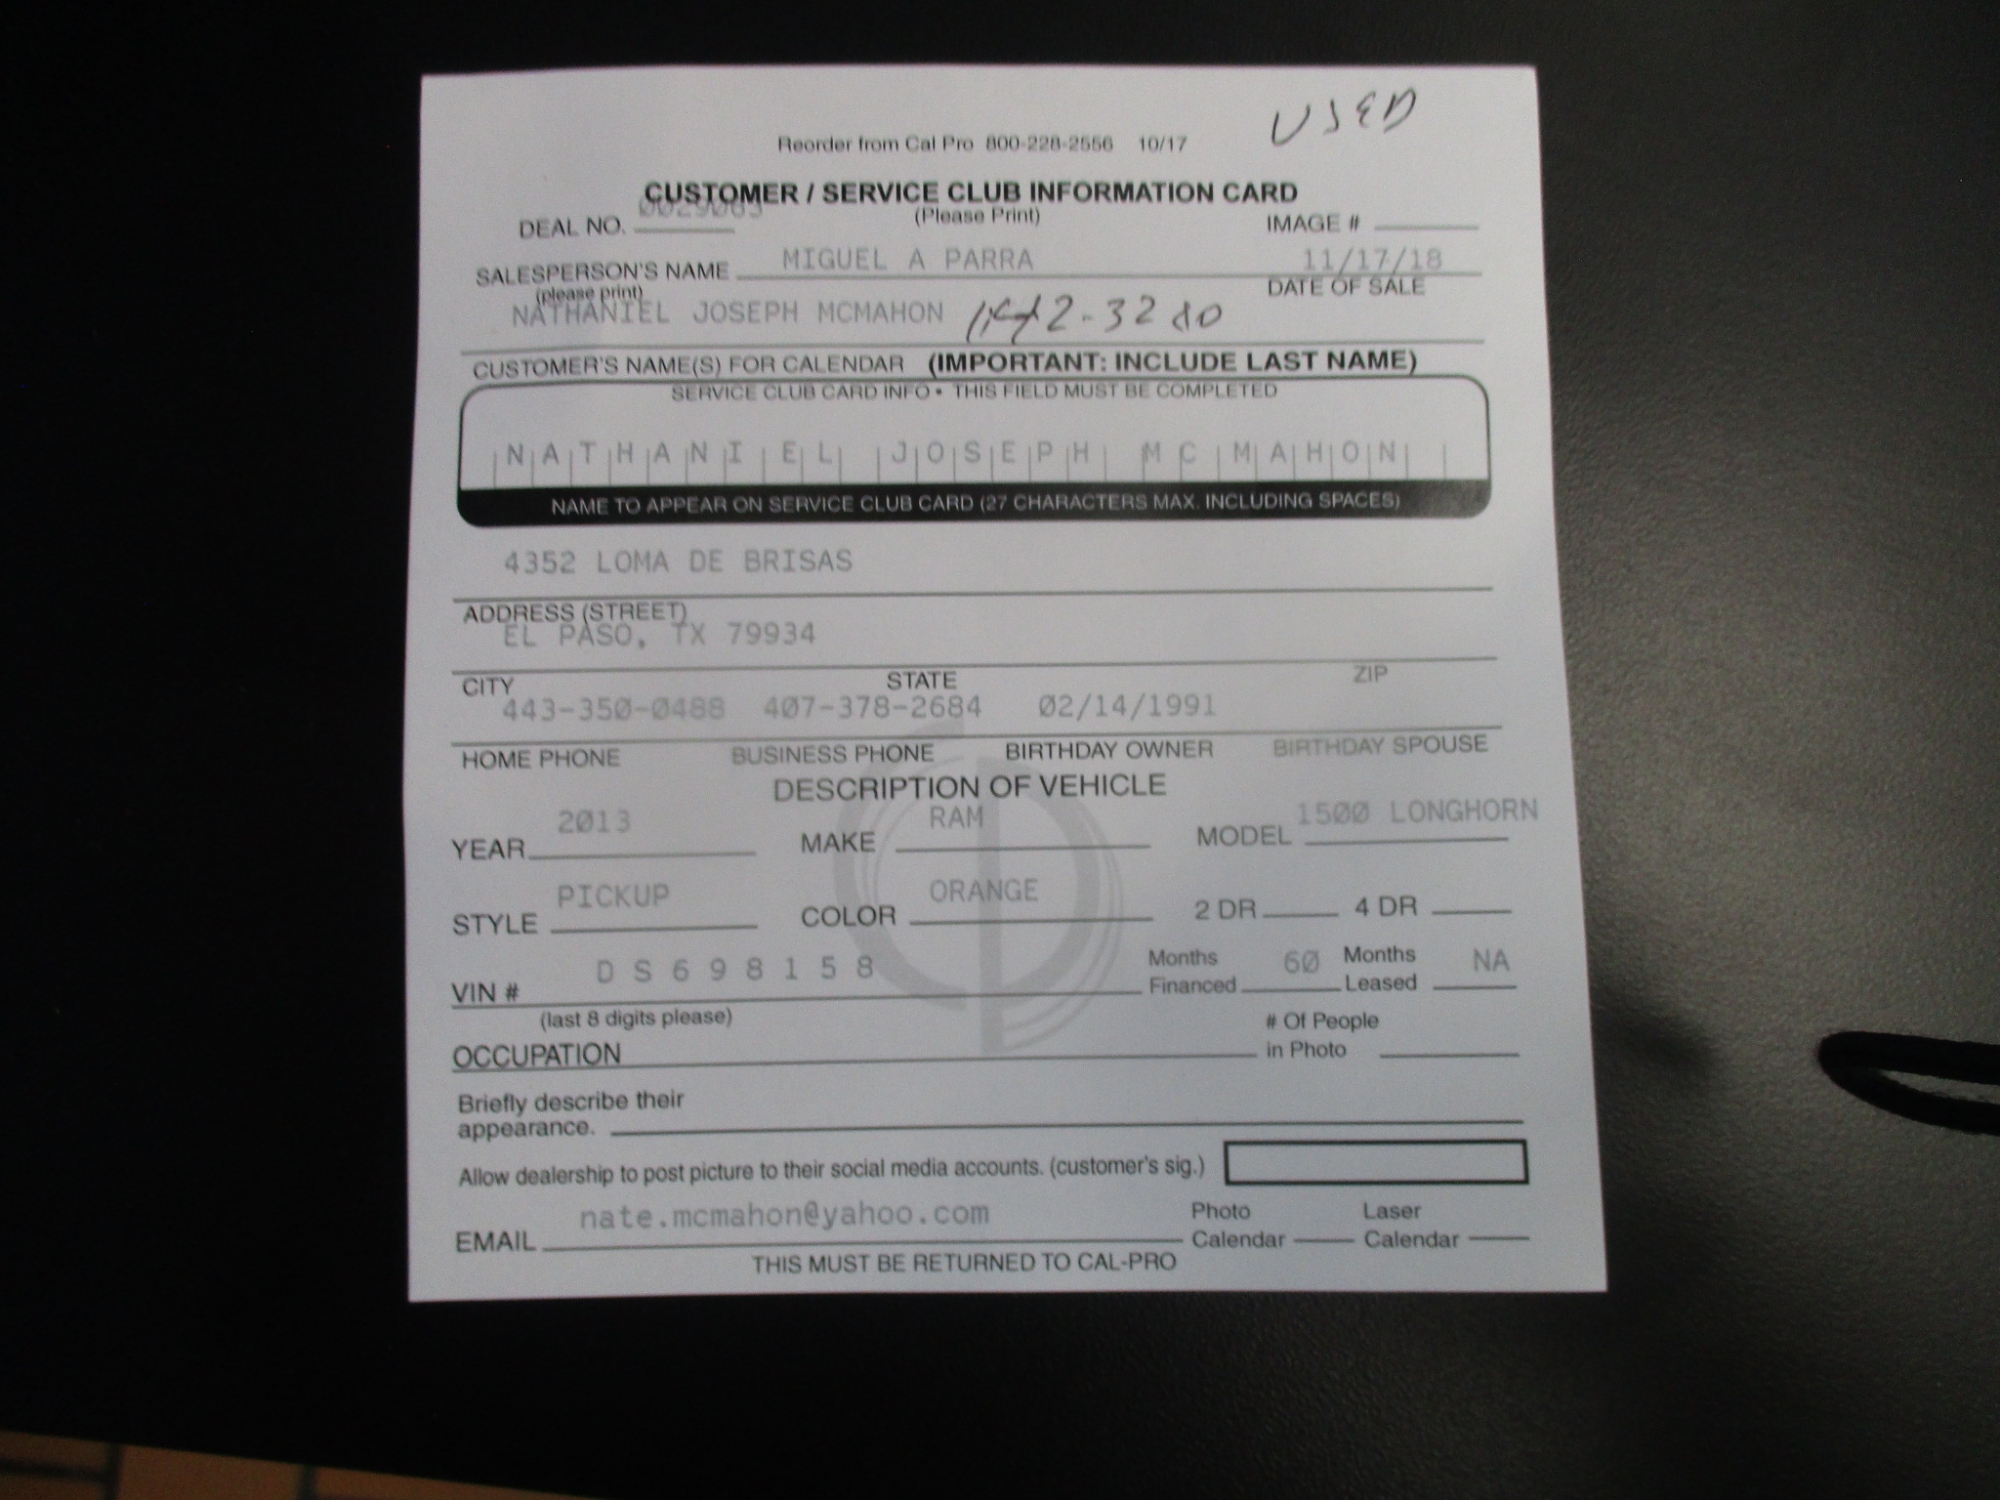 USED
Reorder from Cal Pro 800-228-2556 10/17
CUSTOMER / SERVICE CLUB INFORMATION CARD
(Please Print)
DEAL NO. IMAGE #
SALESPERSON'S NAME MIGUEL A PARRA 11/17/18
(please print) DATE OF SALE
NATHANIEL JOSEPH MCMAHON
CUSTOMER'S NAME(S) FOR CALENDAR (IMPORTANT: INCLUDE LAST NAME)
SERVICE CLUB CARD INFO • THIS FIELD MUST BE COMPLETED
NATHANIEL JOSEPH MCMAHON
NAME TO APPEAR ON SERVICE CLUB CARD (27 CHARACTERS MAX. INCLUDING SPACES)
4352 LOMA DE BRISAS
ADDRESS (STREET)
EL PASO, TX 79934
CITY STATE ZIP
443-350-0488 407-378-2684 02/14/1991
HOME PHONE BUSINESS PHONE BIRTHDAY OWNER BIRTHDAY SPOUSE
DESCRIPTION OF VEHICLE
YEAR 2013 MAKE RAM MODEL 1500 LONGHORN
STYLE PICKUP COLOR ORANGE 2 DR 4 DR
VIN # DS698158 Months Financed 60 Months Leased NA
(last 8 digits please)
OCCUPATION # Of People in Photo
Briefly describe their
appearance.
Allow dealership to post picture to their social media accounts. (customer's sig.)
EMAIL nate.mcmahon@yahoo.com Photo Calendar Laser Calendar
THIS MUST BE RETURNED TO CAL-PRO